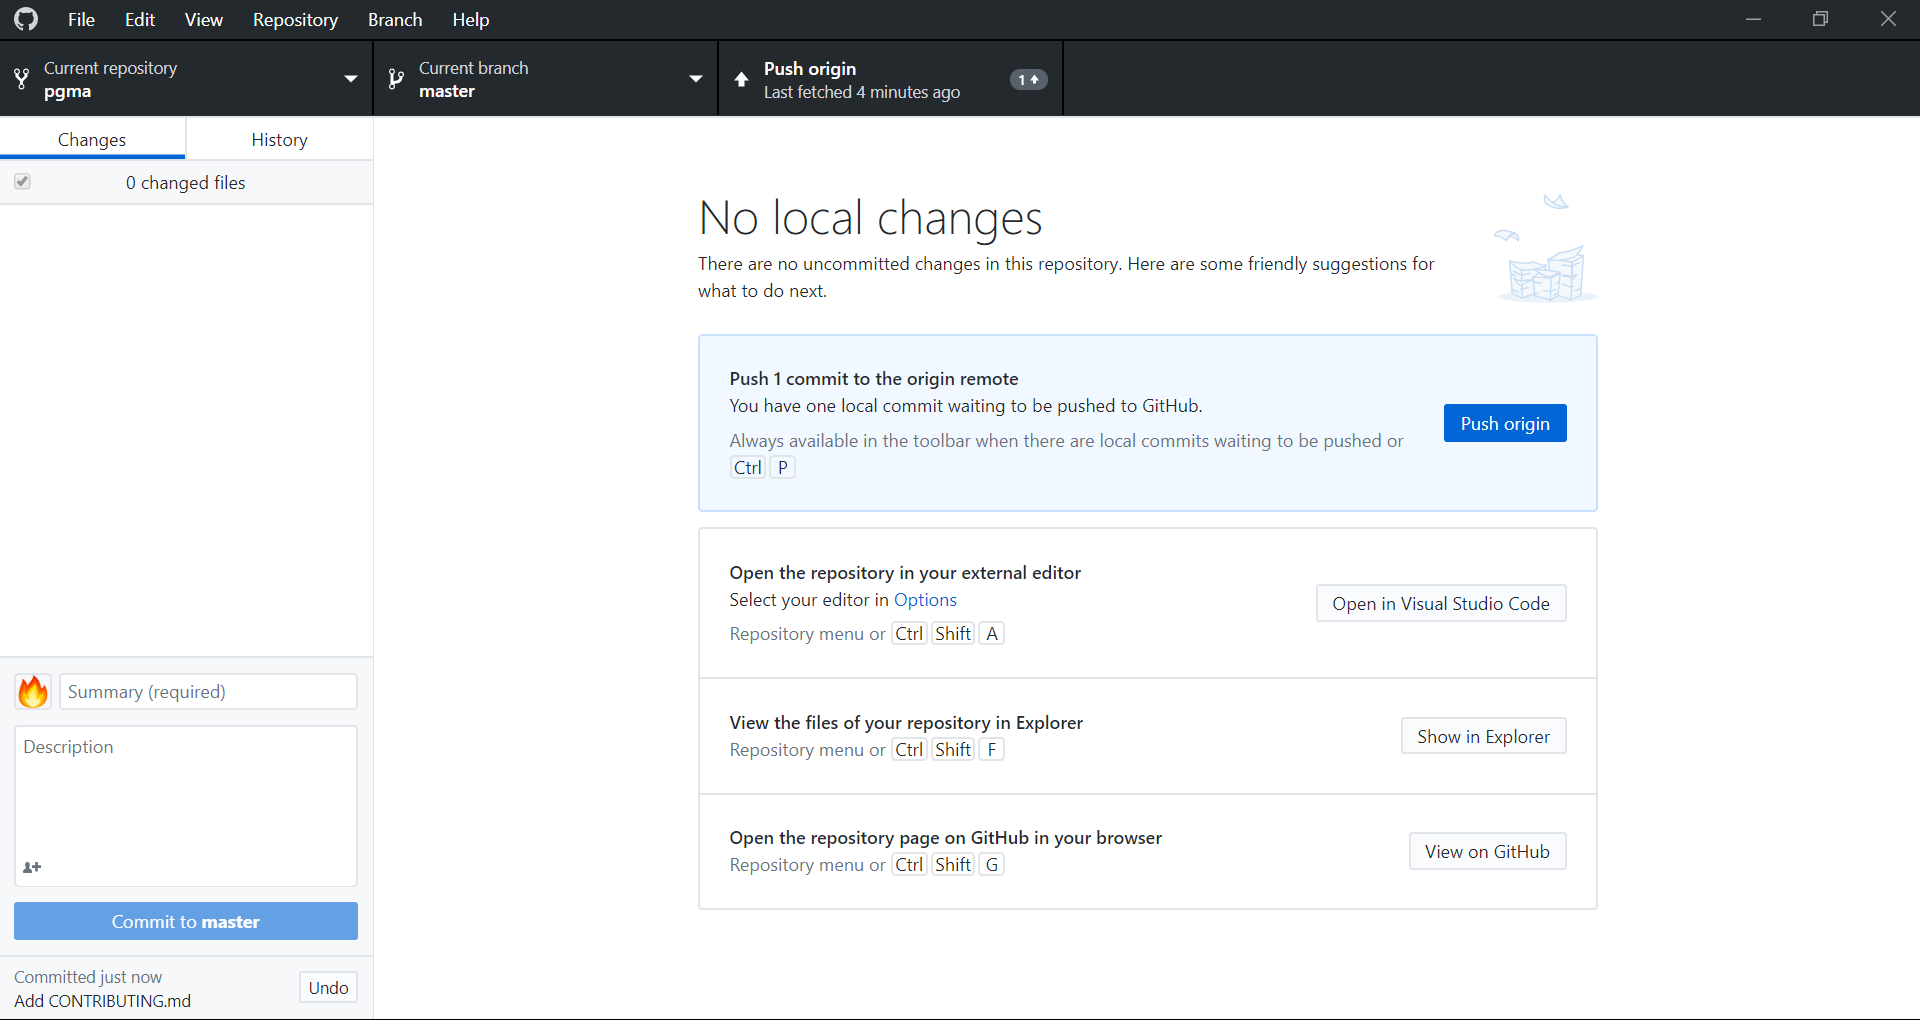 File Edit View Repository Branch Help
Current repository
pgma
Current branch
master
Push origin
Last fetched 4 minutes ago
1
Changes
History
0 changed files
No local changes
There are no uncommitted changes in this repository. Here are some friendly suggestions for
what to do next.
Push 1 commit to the origin remote
You have one local commit waiting to be pushed to GitHub.
Always available in the toolbar when there are local commits waiting to be pushed or
Ctrl P
Push origin
Open the repository in your external editor
Select your editor in Options
Repository menu or Ctrl Shift A
Open in Visual Studio Code
View the files of your repository in Explorer
Repository menu or Ctrl Shift F
Show in Explorer
Open the repository page on GitHub in your browser
Repository menu or Ctrl Shift G
View on GitHub
Summary (required)
Description
Commit to master
Committed just now
Add CONTRIBUTING.md
Undo